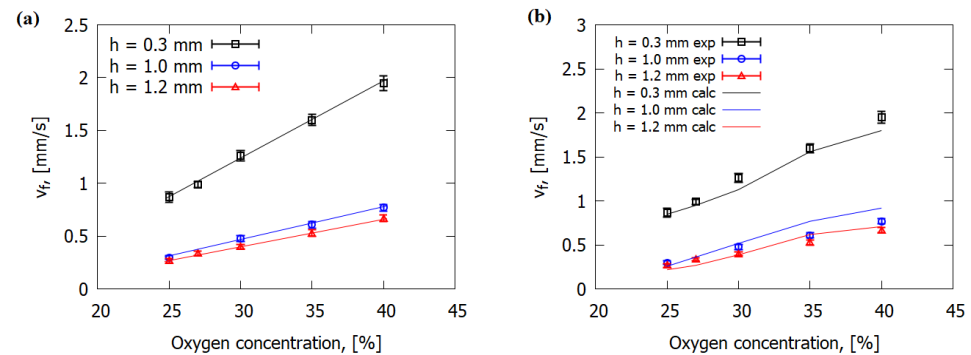 (a)
2.5
2
1.5
1
0.5
0
20 25 30 35 40 45
v_f, [mm/s]
Oxygen concentration, [%]
h = 0.3 mm
h = 1.0 mm
h = 1.2 mm
(b)
3
2.5
2
1.5
1
0.5
0
20 25 30 35 40 45
v_f, [mm/s]
Oxygen concentration, [%]
h = 0.3 mm exp
h = 1.0 mm exp
h = 1.2 mm exp
h = 0.3 mm calc
h = 1.0 mm calc
h = 1.2 mm calc